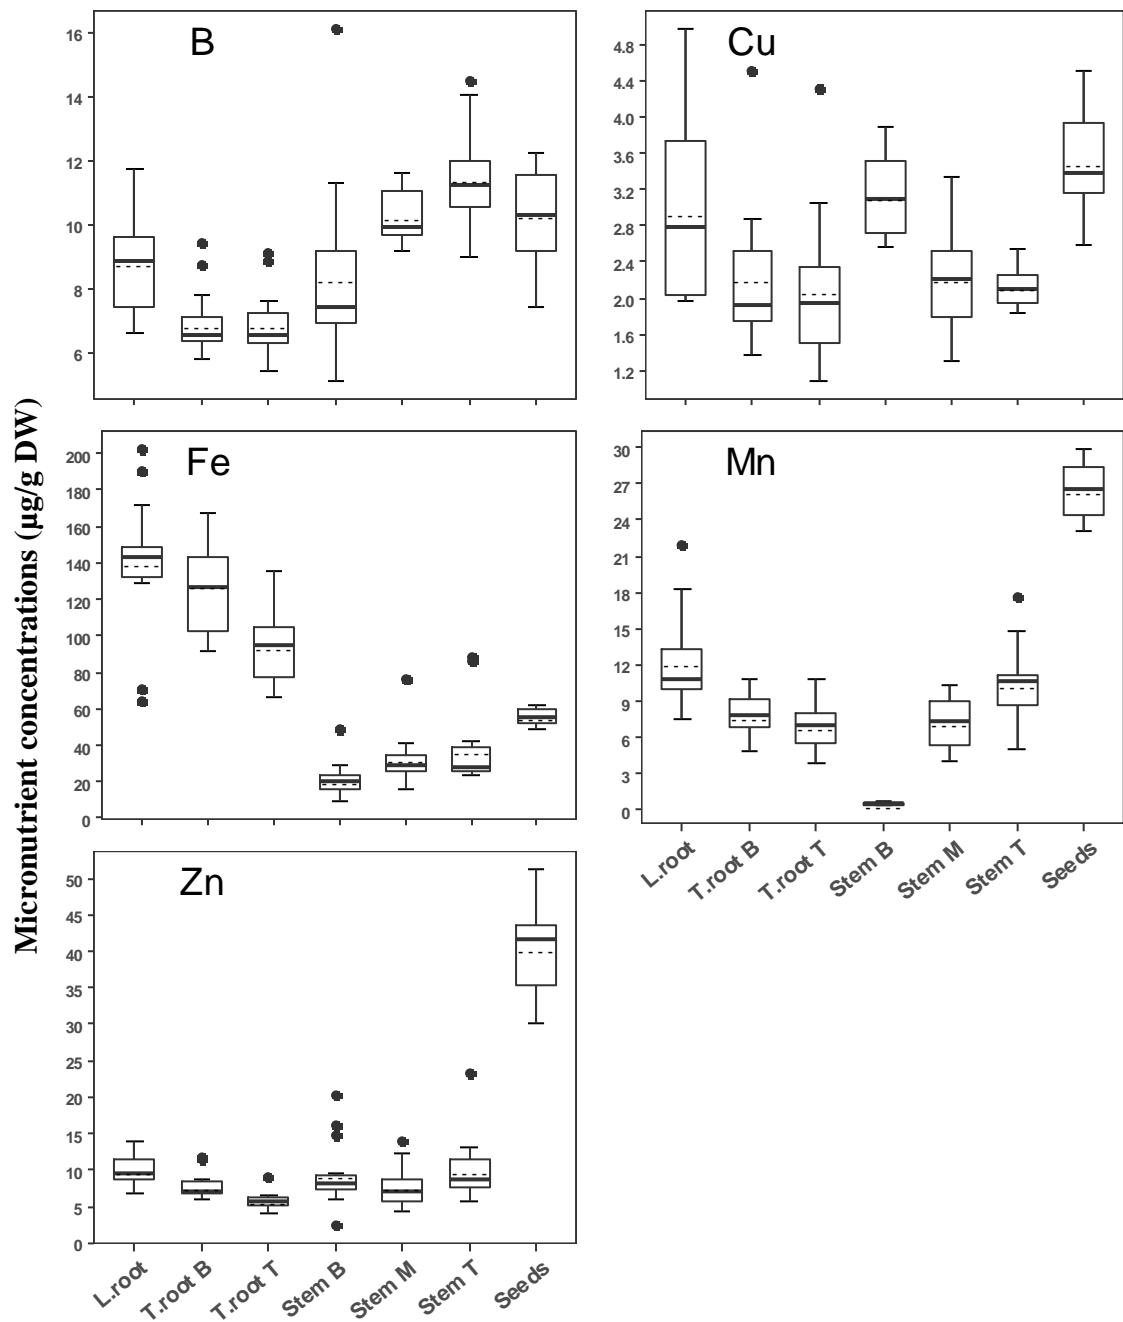 Micronutrient concentrations (µg/g DW)
B
16
14
12
10
8
6
Cu
4.8
4.4
4.0
3.6
3.2
2.8
2.4
2.0
1.6
1.2
Fe
200
180
160
140
120
100
80
60
40
20
0
Mn
30
27
24
21
18
15
12
9
6
3
0
L.root
T.root B
T.root T
Stem B
Stem M
Stem T
Seeds
Zn
50
45
40
35
30
25
20
15
10
5
0
L.root
T.root B
T.root T
Stem B
Stem M
Stem T
Seeds